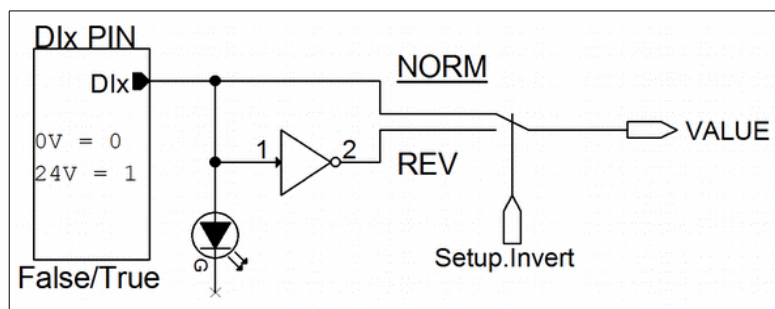 DIx PIN
DIx
NORM
0V = 0
24V = 1
1
2
REV
VALUE
G
Setup.Invert
False/True